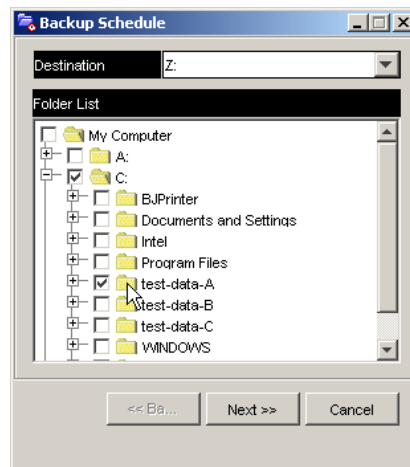 Backup Schedule
Destination Z:
Folder List
My Computer
A:
C:
BJPrinter
Documents and Settings
Intel
Program Files
test-data-A
test-data-B
test-data-C
WINDOWS
<< Ba... Next >> Cancel